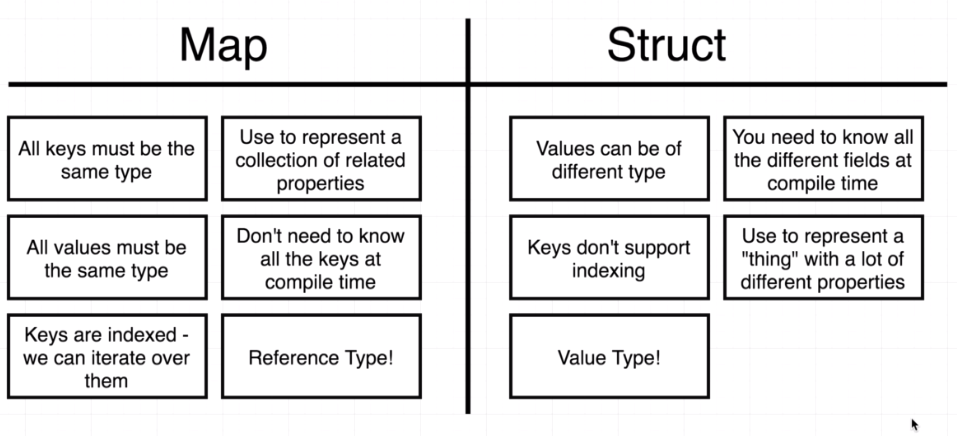 Map
Struct
All keys must be the
same type
Use to represent a
collection of related
properties
Values can be of
different type
You need to know all
the different fields at
compile time
All values must be
the same type
Don't need to know
all the keys at
compile time
Keys don't support
indexing
Use to represent a
"thing" with a lot of
different properties
Keys are indexed -
we can iterate over
them
Reference Type!
Value Type!